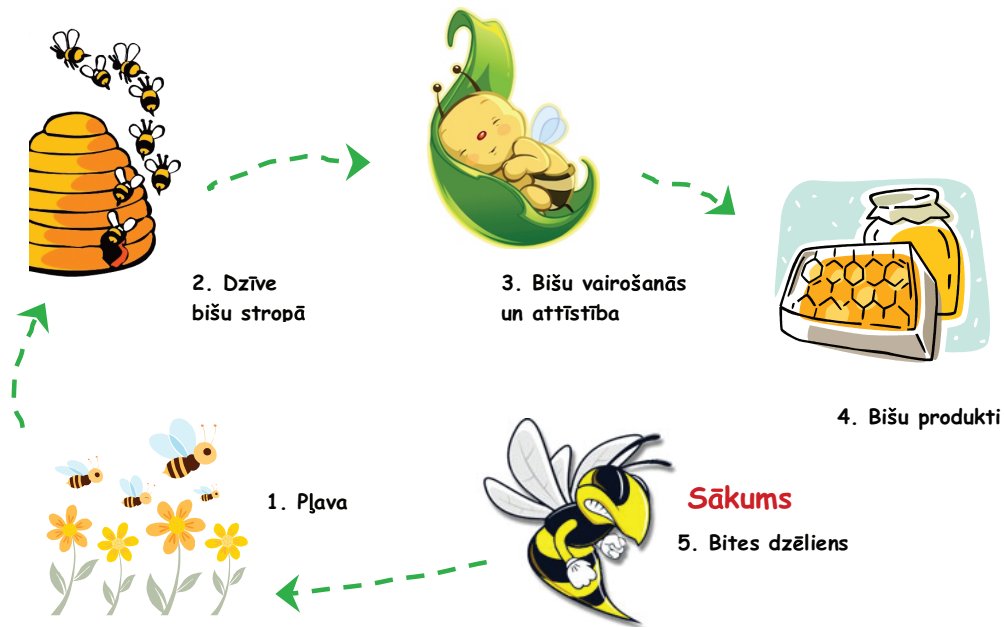 2. Dzīve
bišu stropā
3. Bišu vairošanās
un attīstība
4. Bišu produkti
1. Pļava
Sākums
5. Bites dzēliens